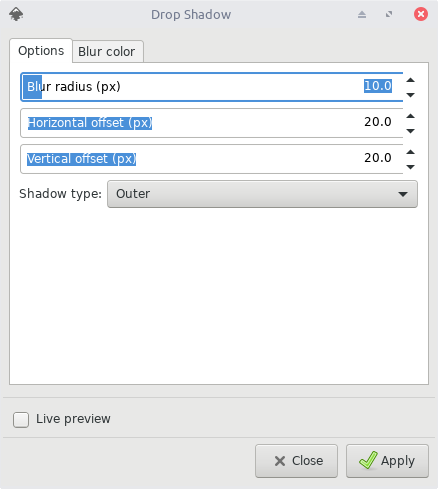 Drop Shadow
Options Blur color
Blur radius (px) 10.0
Horizontal offset (px) 20.0
Vertical offset (px) 20.0
Shadow type: Outer
Live preview
Close Apply